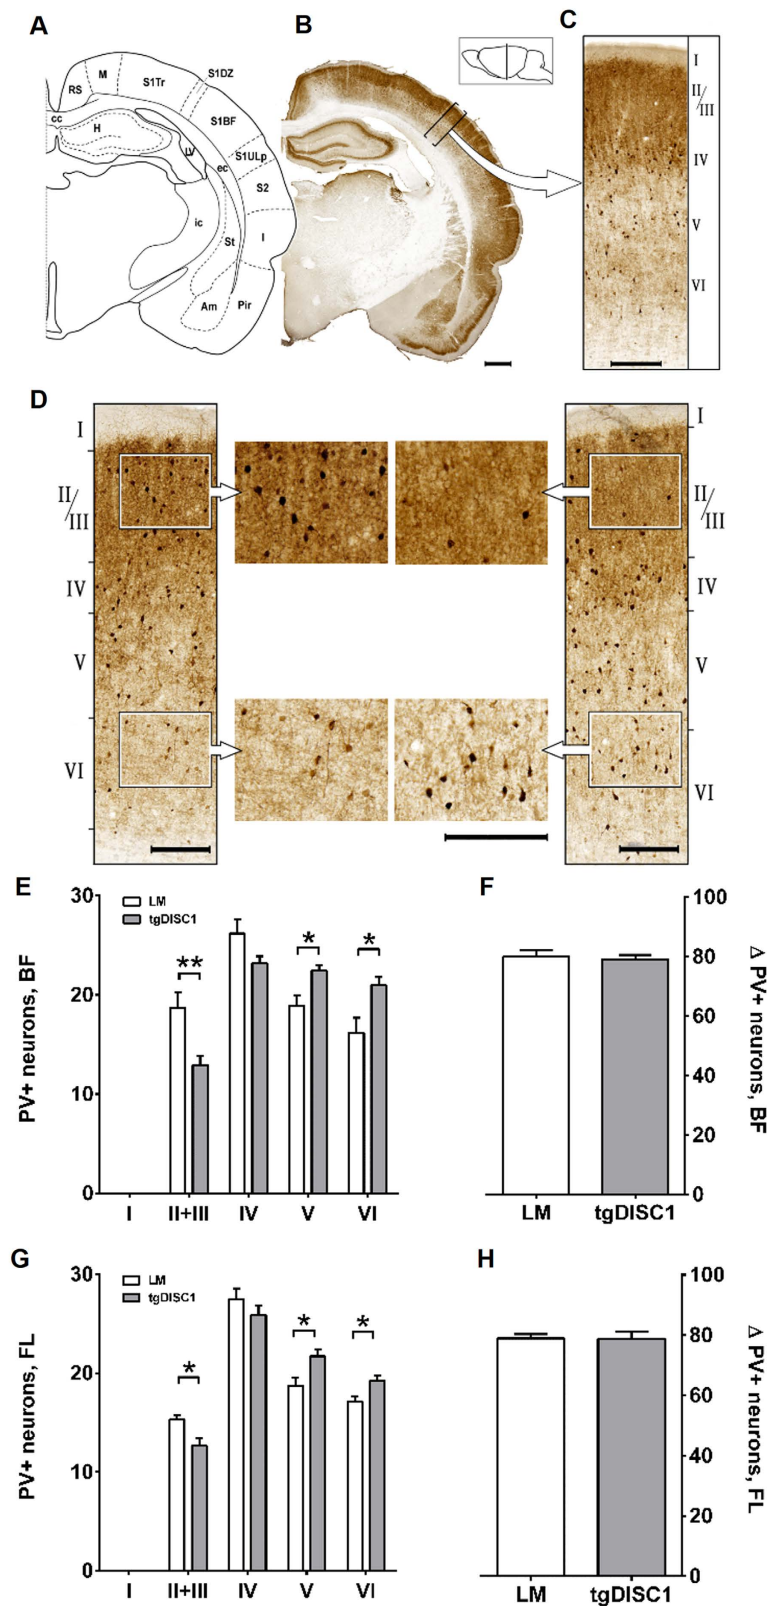 A
RS
M
S1Tr
S1DZ
S1BF
S1ULp
S2
I
cc
H
LV
ec
ic
St
Am
Pir
B
C
I
II/III
IV
V
VI
D
I
II/III
IV
V
VI
I
II/III
IV
V
VI
E
PV+ neurons, BF
30
20
10
0
LM
tgDISC1
**
*
*
I II+III IV V VI
F
100
80
60
40
20
0
Δ PV+ neurons, BF
LM tgDISC1
G
PV+ neurons, FL
30
20
10
0
LM
tgDISC1
*
*
*
I II+III IV V VI
H
100
80
60
40
20
0
Δ PV+ neurons, FL
LM tgDISC1